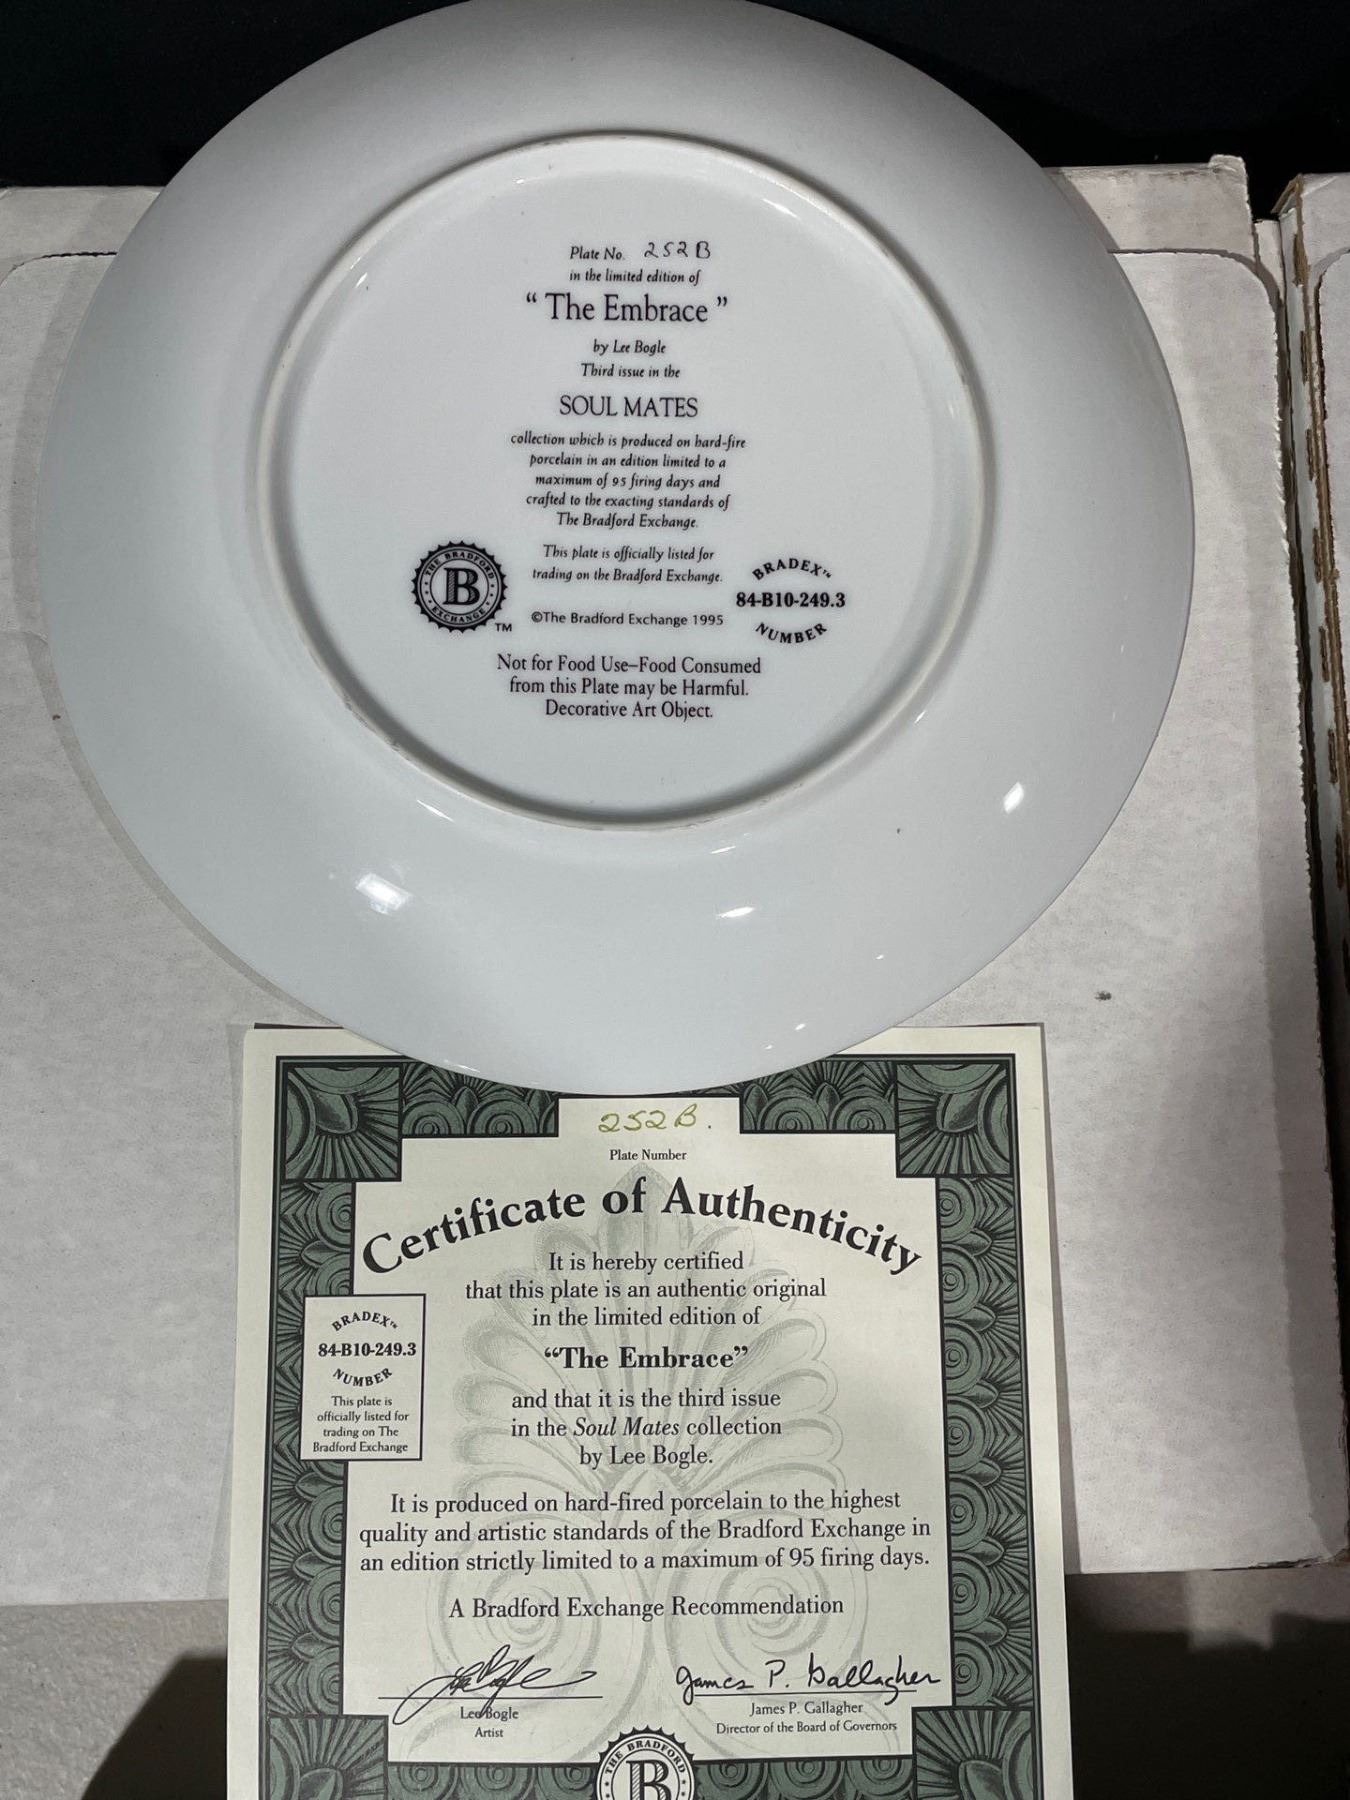 Plate No. 252B
in the limited edition of
“ The Embrace ”
by Lee Bogle
Third issue in the
SOUL MATES
collection which is produced on hard-fire
porcelain in an edition limited to a
maximum of 95 firing days and
crafted to the exacting standards of
The Bradford Exchange.
This plate is officially listed for
trading on the Bradford Exchange.
©The Bradford Exchange 1995
THE BRADFORD
B
EXCHANGE
TM
BRADEX™
84-B10-249.3
NUMBER
Not for Food Use–Food Consumed
from this Plate may be Harmful.
Decorative Art Object.
252B.
Plate Number
Certificate of Authenticity
It is hereby certified
that this plate is an authentic original
in the limited edition of
“The Embrace”
and that it is the third issue
in the Soul Mates collection
by Lee Bogle.
BRADEX™
84-B10-249.3
NUMBER
This plate is
officially listed for
trading on The
Bradford Exchange
It is produced on hard-fired porcelain to the highest
quality and artistic standards of the Bradford Exchange in
an edition strictly limited to a maximum of 95 firing days.
A Bradford Exchange Recommendation
Lee Bogle
Lee Bogle
Artist
James P. Gallagher
James P. Gallagher
Director of the Board of Governors
THE BRADFORD
B